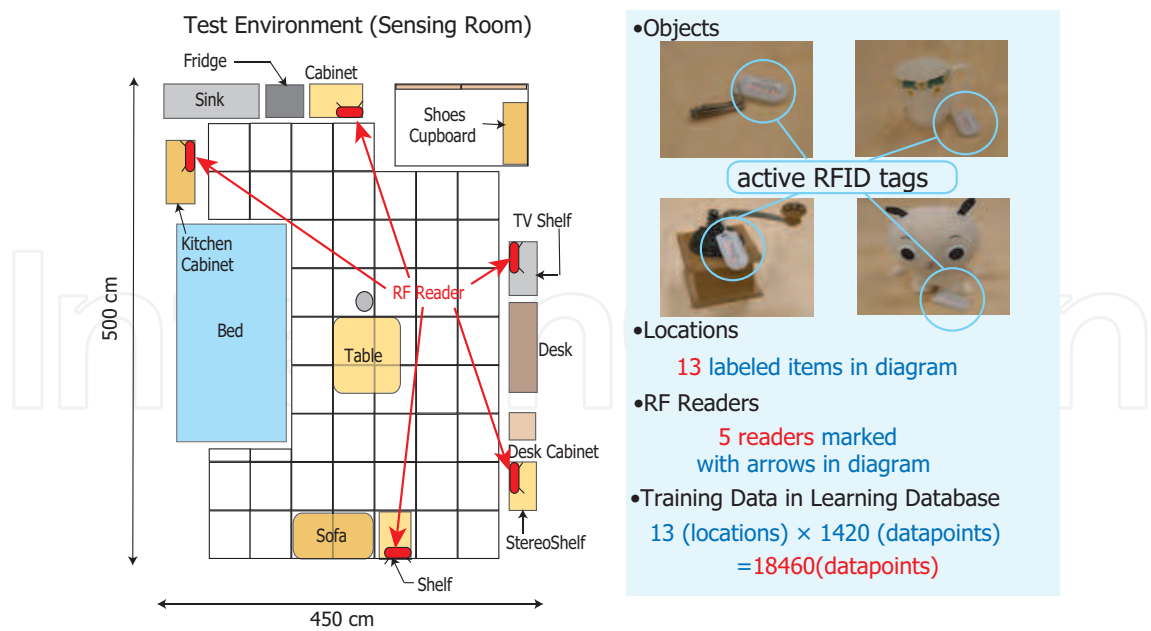 Test Environment (Sensing Room)
Fridge
Cabinet
Sink
Shoes
Cupboard
Kitchen
Cabinet
TV Shelf
RF Reader
Bed
Table
Desk
Desk Cabinet
StereoShelf
Sofa
Shelf
500 cm
450 cm
•Objects
active RFID tags
•Locations
13 labeled items in diagram
•RF Readers
5 readers marked
with arrows in diagram
•Training Data in Learning Database
13 (locations) × 1420 (datapoints)
=18460(datapoints)